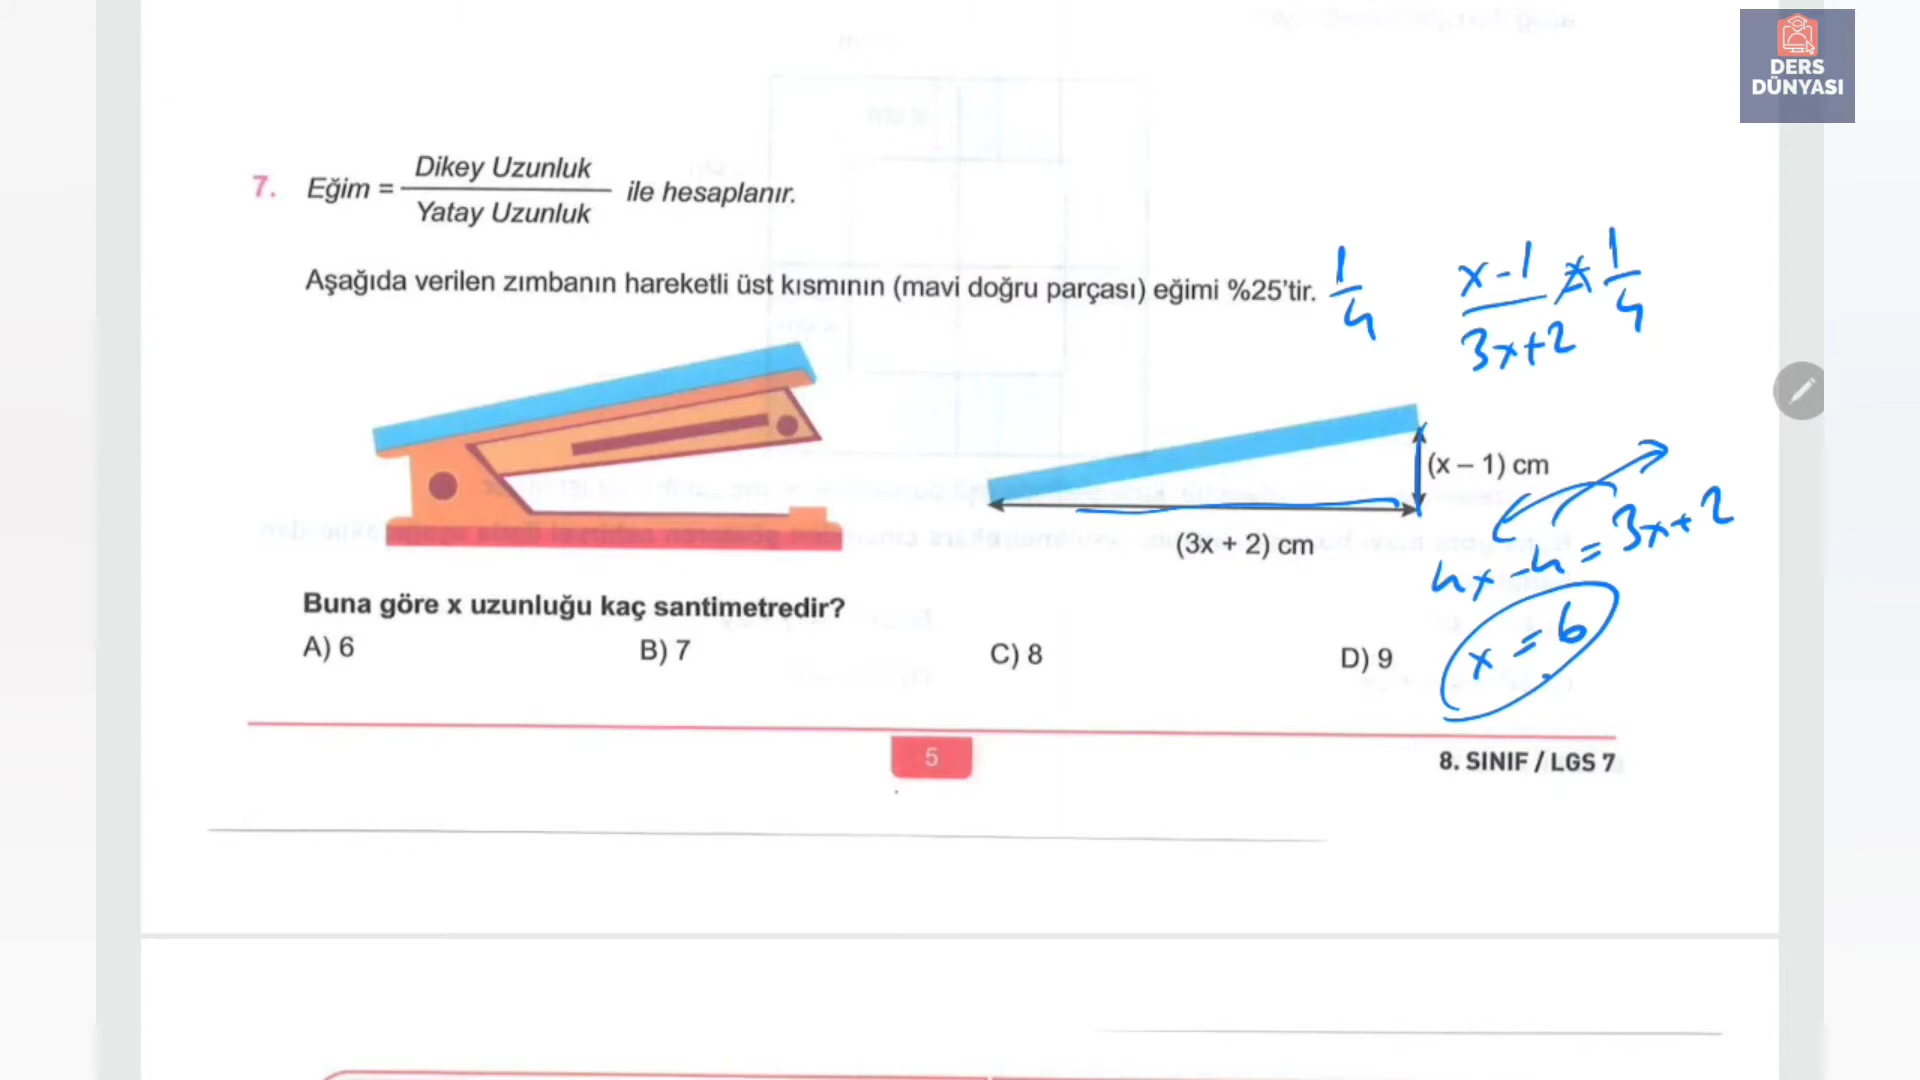 DERS
DÜNYASI
7. Eğim = Dikey Uzunluk / Yatay Uzunluk ile hesaplanır.
Aşağıda verilen zımbanın hareketli üst kısmının (mavi doğru parçası) eğimi %25'tir.
1/4
x-1 / 3x+2 = 1/4
(x – 1) cm
(3x + 2) cm
4x-4 = 3x+2
x = 6
Buna göre x uzunluğu kaç santimetredir?
A) 6 B) 7 C) 8 D) 9
5
8. SINIF / LGS 7